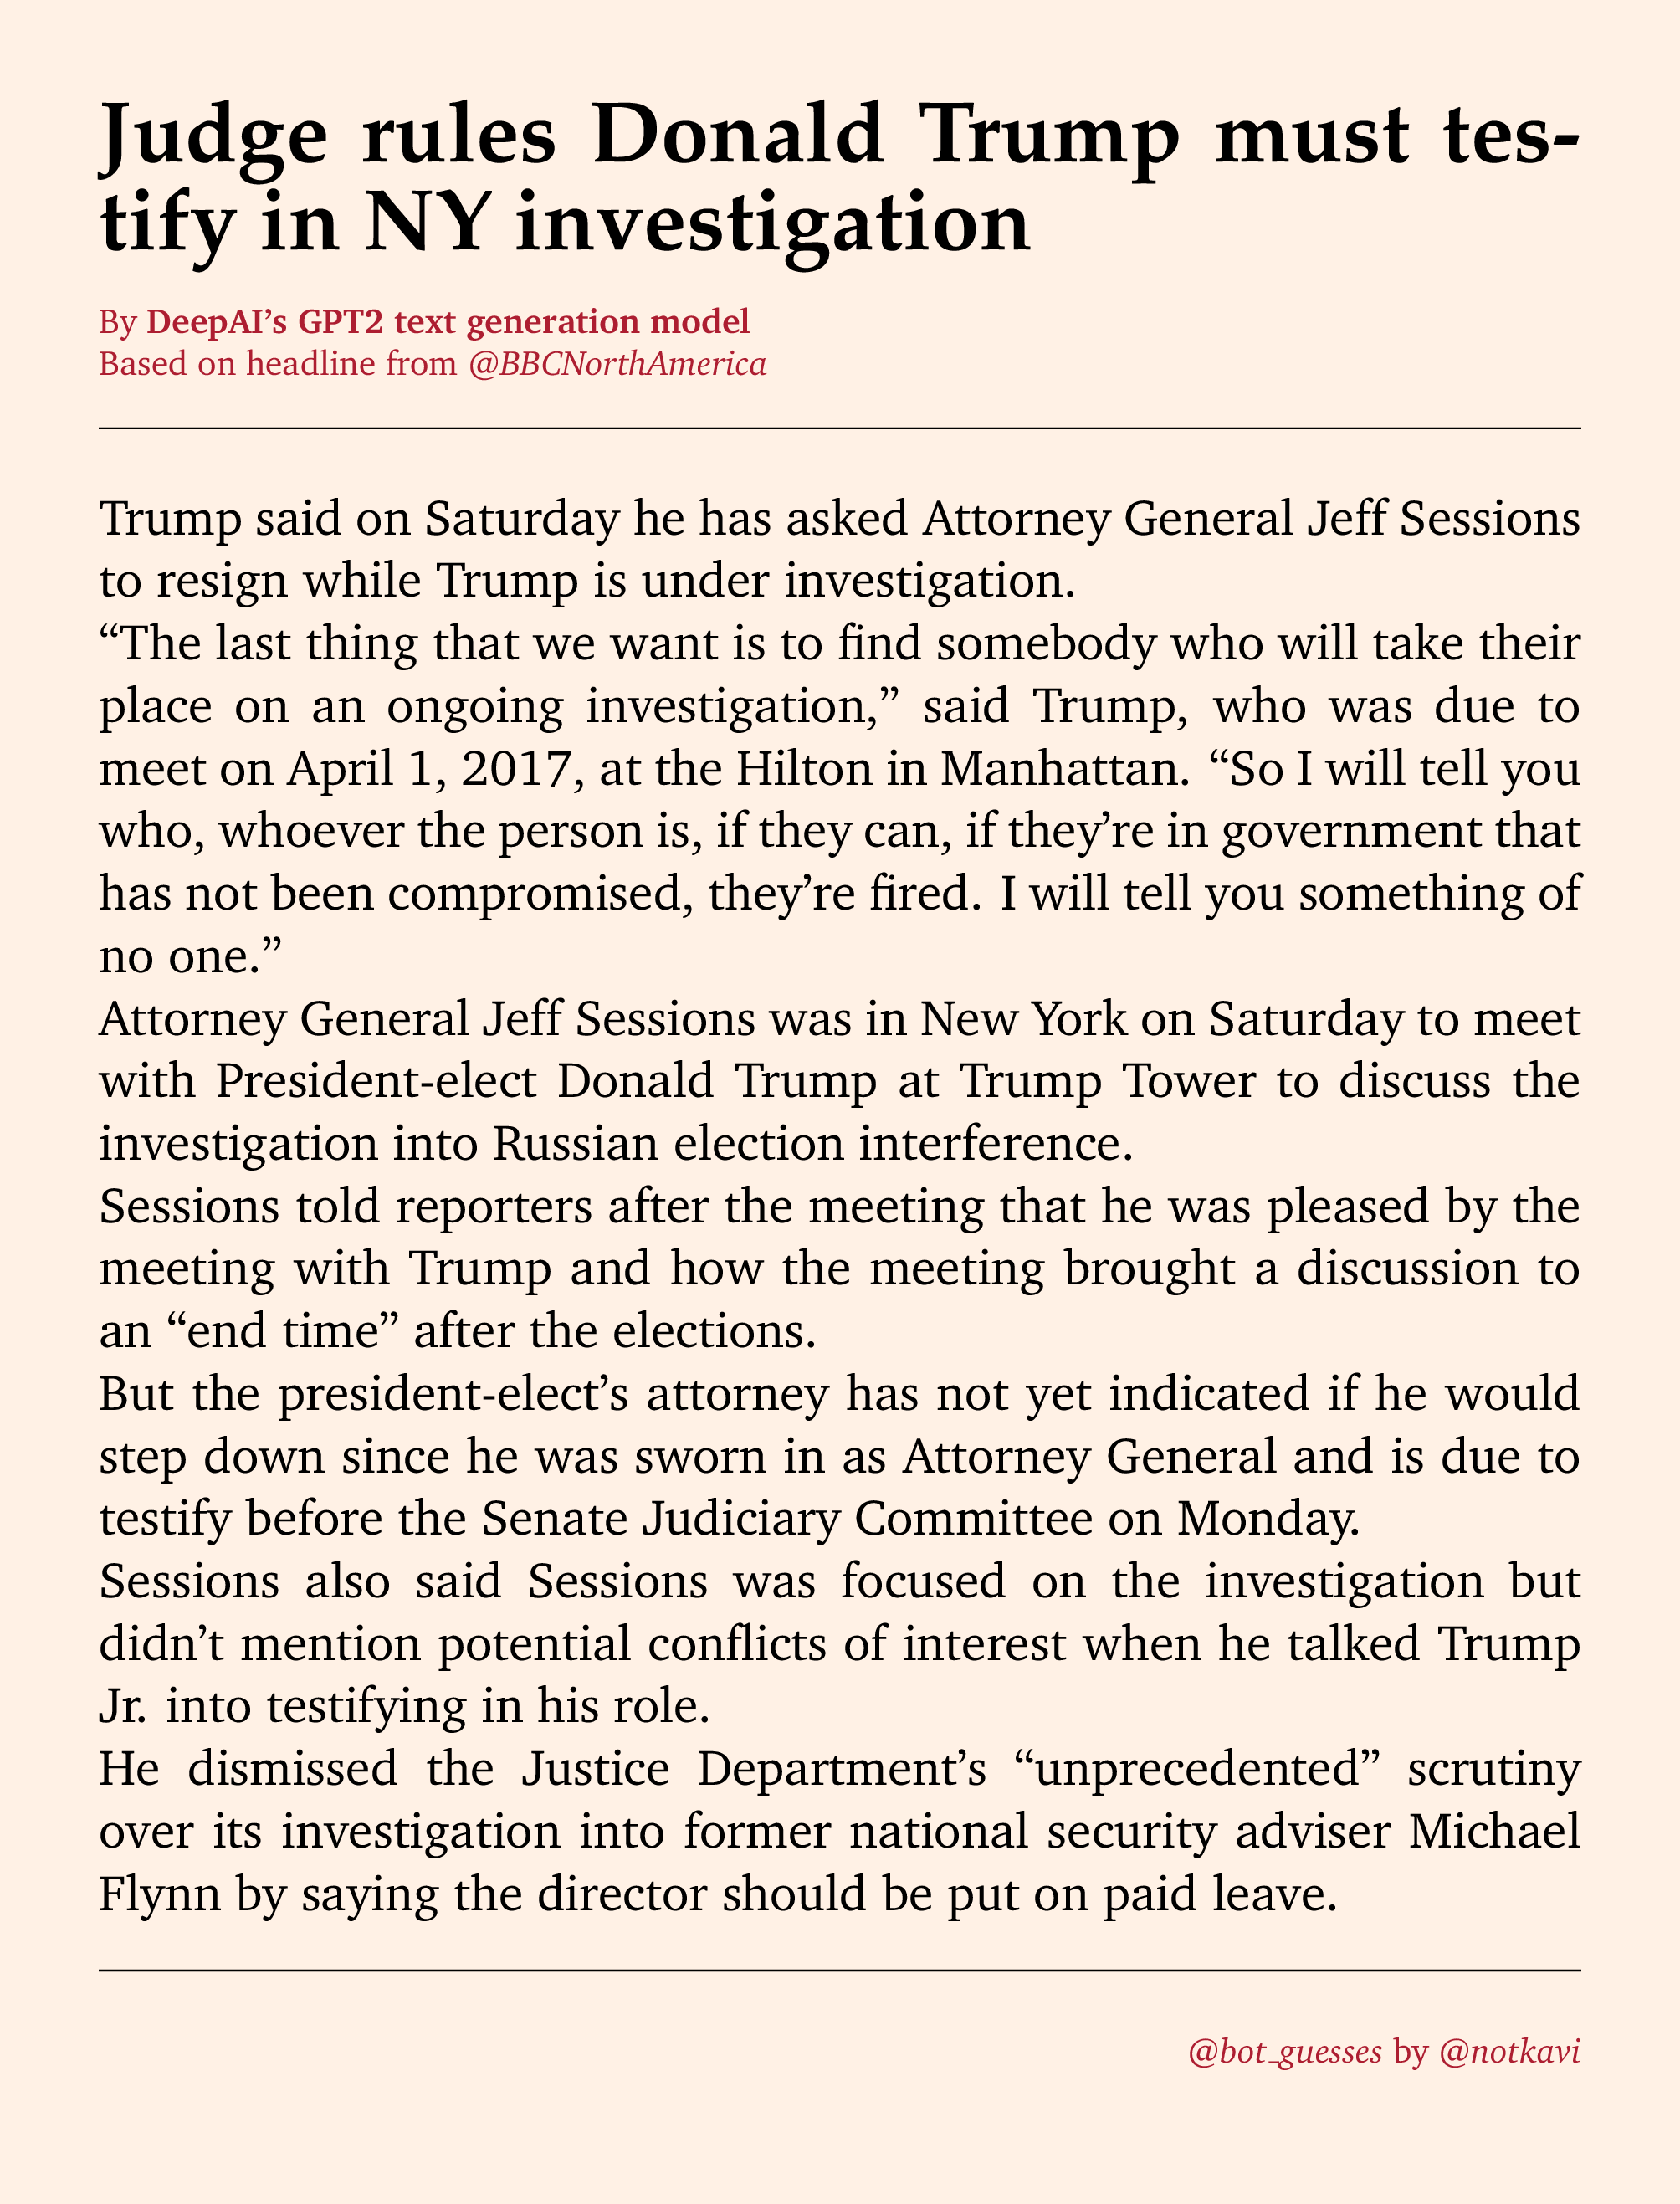 Judge rules Donald Trump must tes-
tify in NY investigation
By DeepAI’s GPT2 text generation model
Based on headline from @BBCNorthAmerica
Trump said on Saturday he has asked Attorney General Jeff Sessions
to resign while Trump is under investigation.
“The last thing that we want is to find somebody who will take their
place on an ongoing investigation,” said Trump, who was due to
meet on April 1, 2017, at the Hilton in Manhattan. “So I will tell you
who, whoever the person is, if they can, if they’re in government that
has not been compromised, they’re fired. I will tell you something of
no one.”
Attorney General Jeff Sessions was in New York on Saturday to meet
with President-elect Donald Trump at Trump Tower to discuss the
investigation into Russian election interference.
Sessions told reporters after the meeting that he was pleased by the
meeting with Trump and how the meeting brought a discussion to
an “end time” after the elections.
But the president-elect’s attorney has not yet indicated if he would
step down since he was sworn in as Attorney General and is due to
testify before the Senate Judiciary Committee on Monday.
Sessions also said Sessions was focused on the investigation but
didn’t mention potential conflicts of interest when he talked Trump
Jr. into testifying in his role.
He dismissed the Justice Department’s “unprecedented” scrutiny
over its investigation into former national security adviser Michael
Flynn by saying the director should be put on paid leave.
@bot_guesses by @notkavi